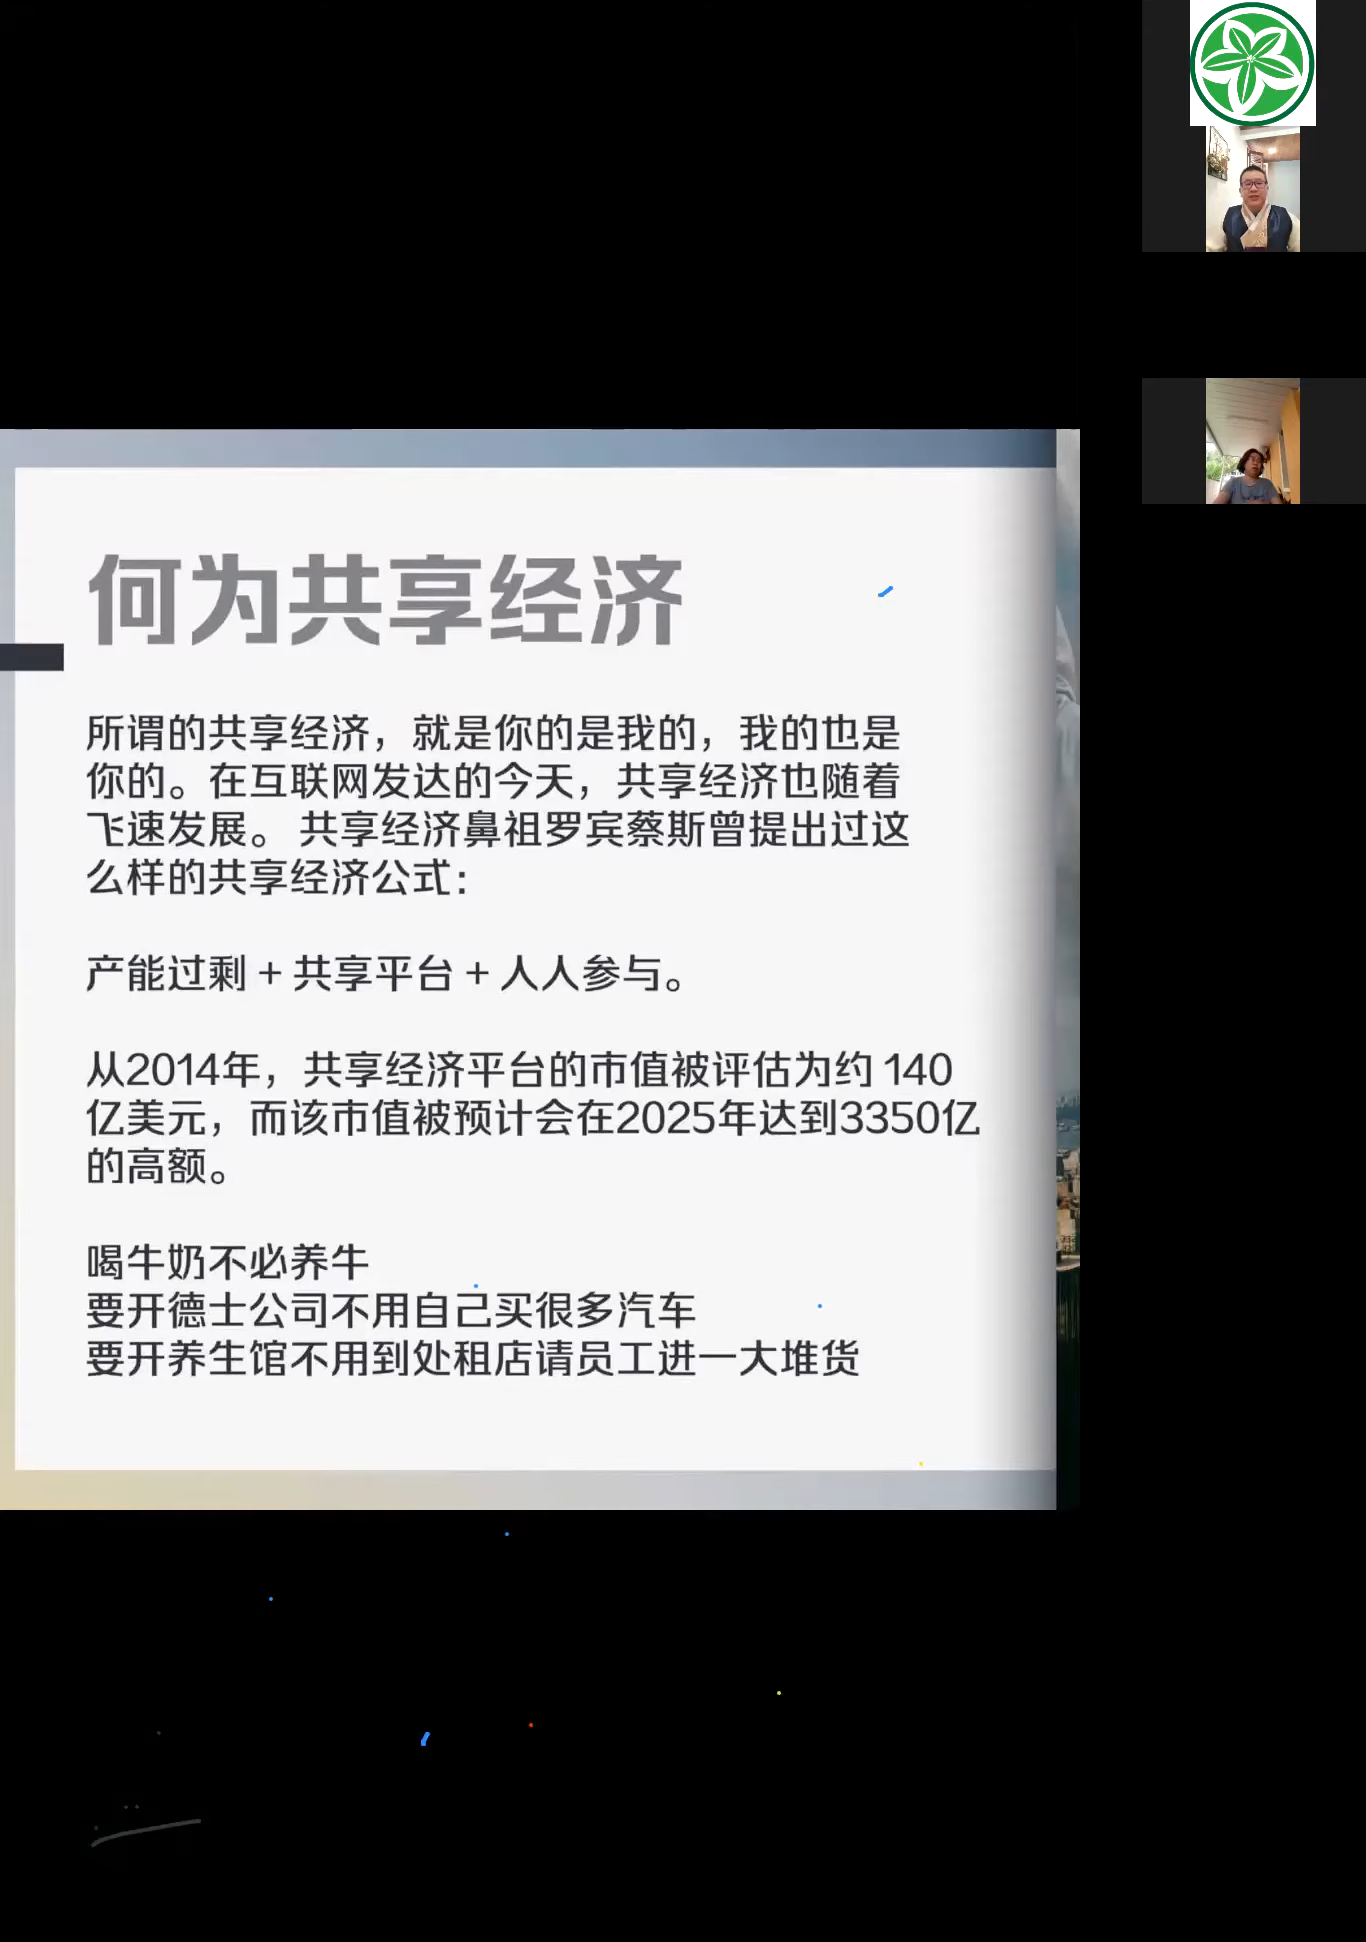 何为共享经济
所谓的共享经济，就是你的是我的，我的也是
你的。在互联网发达的今天，共享经济也随着
飞速发展。 共享经济鼻祖罗宾蔡斯曾提出过这
么样的共享经济公式：
产能过剩 + 共享平台 + 人人参与。
从2014年，共享经济平台的市值被评估为约 140
亿美元，而该市值被预计会在2025年达到3350亿
的高额。
喝牛奶不必养牛
要开德士公司不用自己买很多汽车
要开养生馆不用到处租店请员工进一大堆货